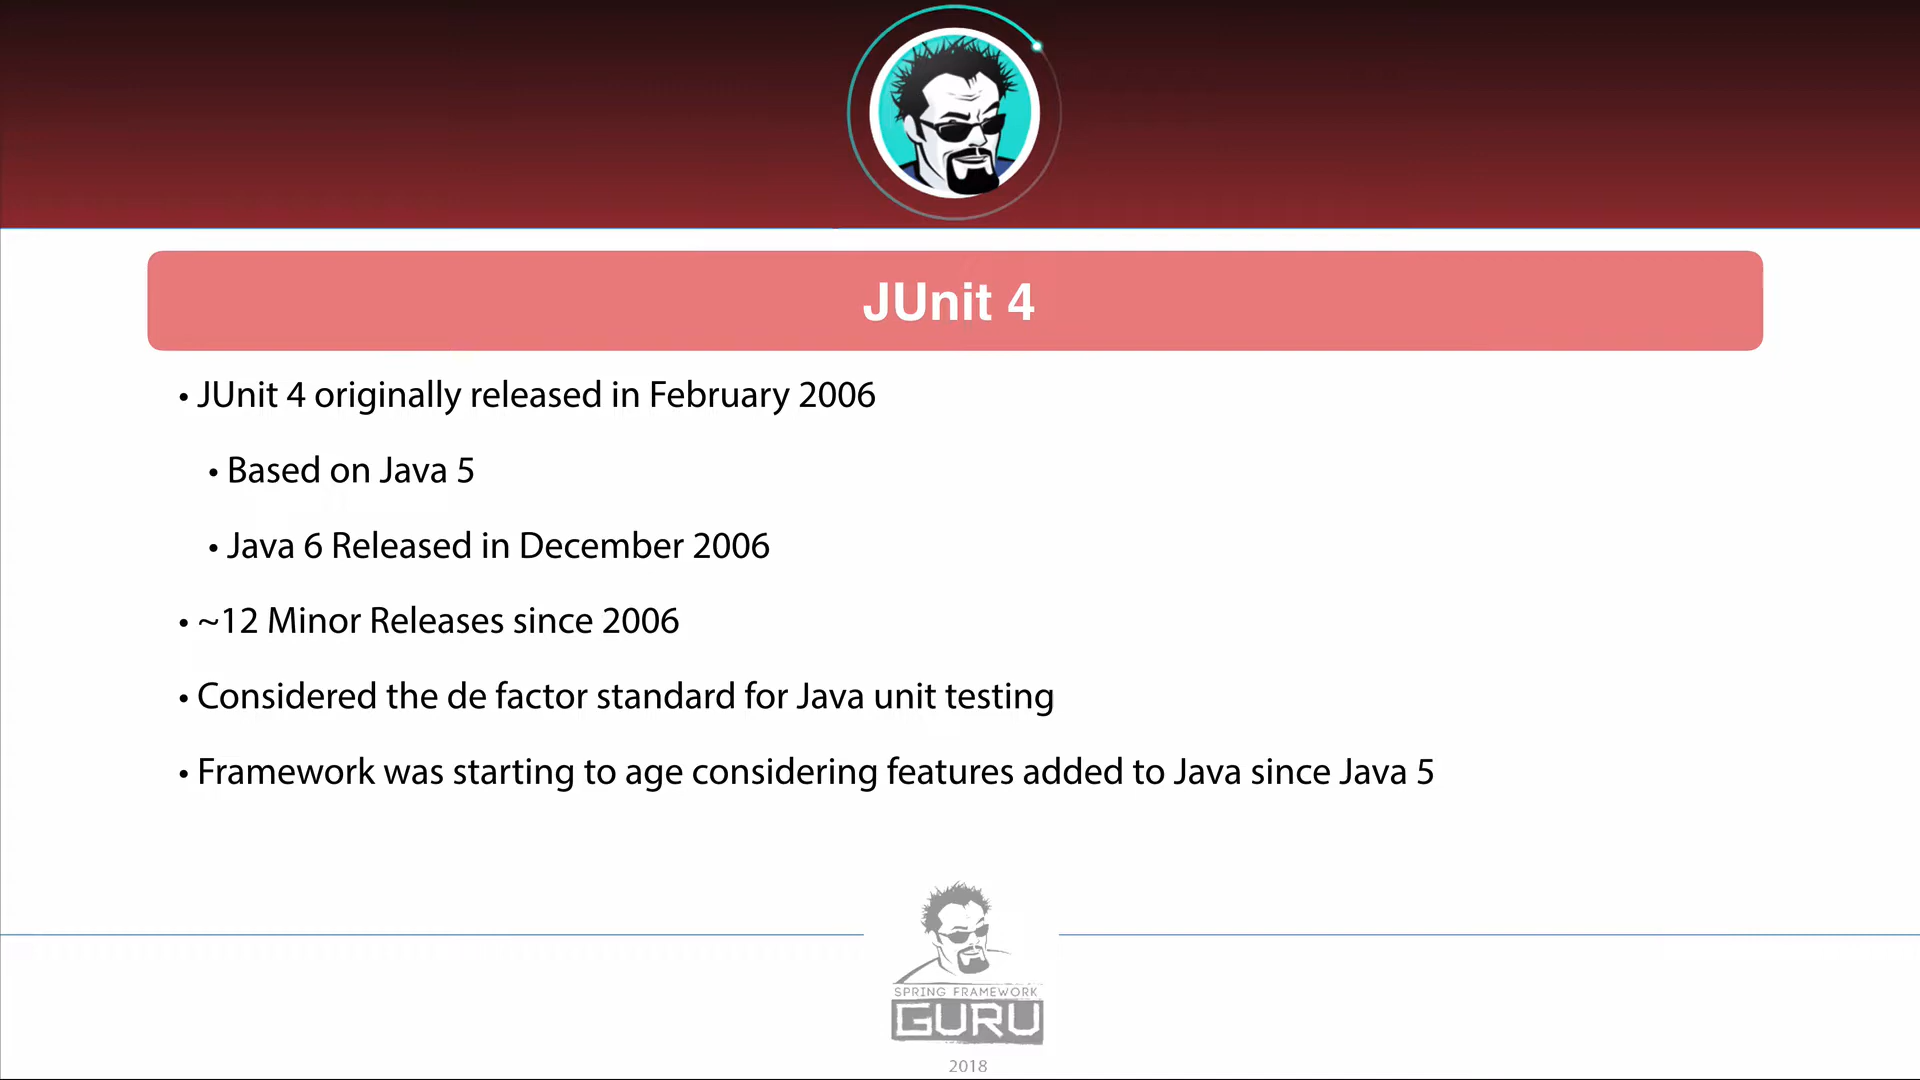 JUnit 4
• JUnit 4 originally released in February 2006
• Based on Java 5
• Java 6 Released in December 2006
• ~12 Minor Releases since 2006
• Considered the de factor standard for Java unit testing
• Framework was starting to age considering features added to Java since Java 5
SPRING FRAMEWORK
GURU
2018